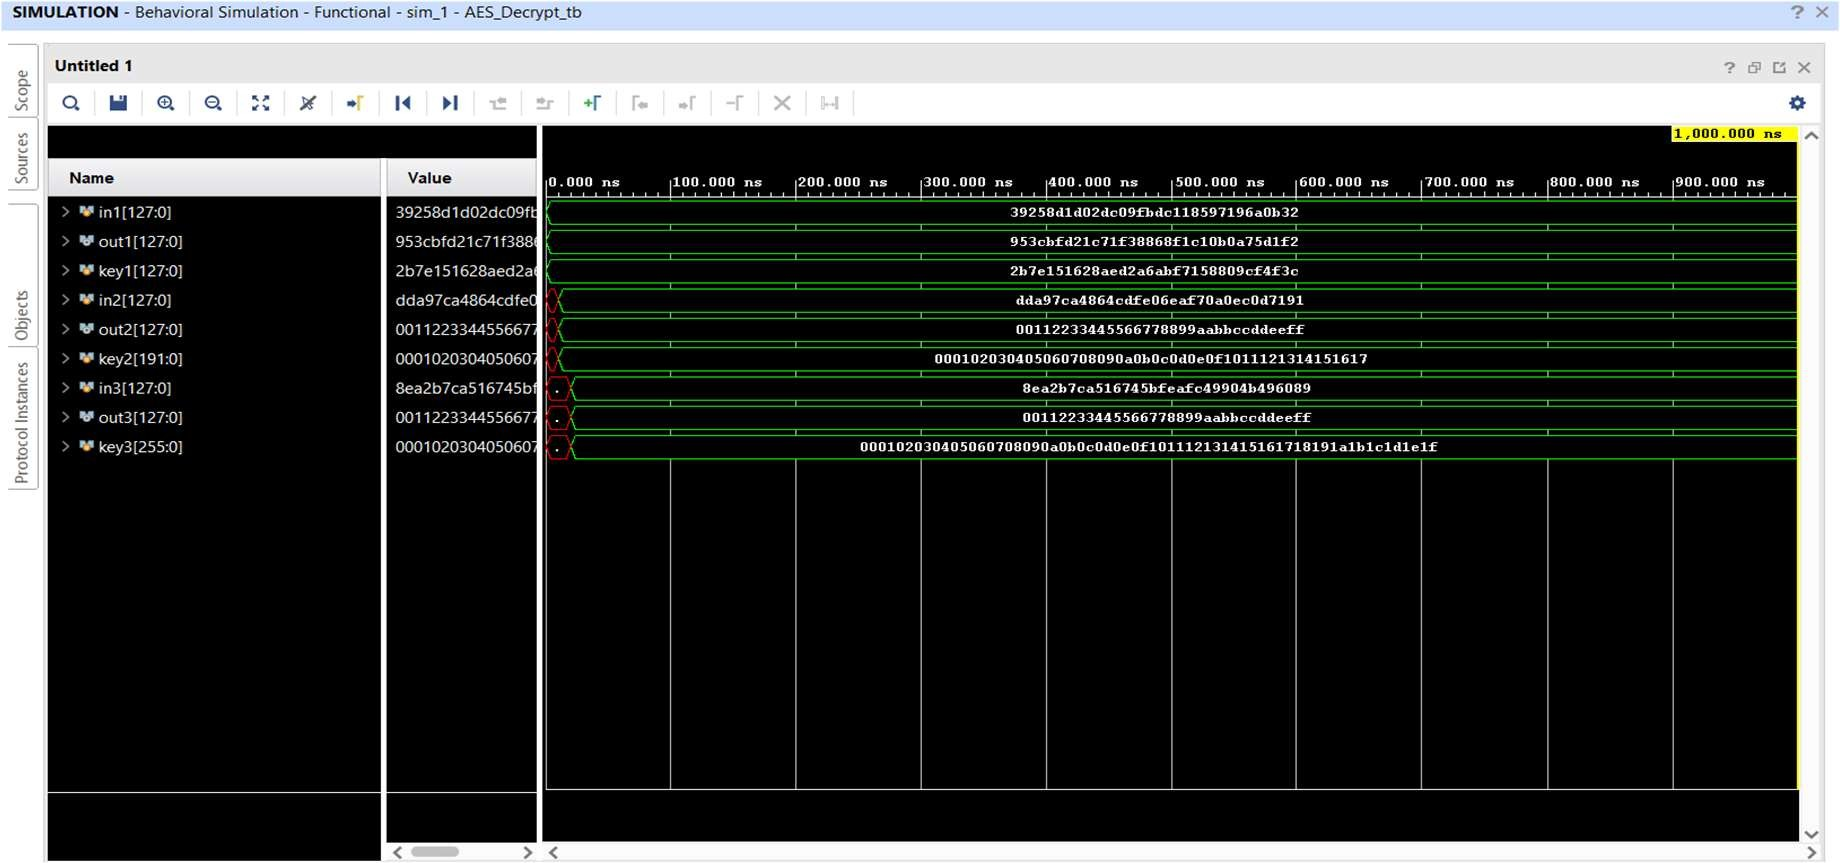 SIMULATION - Behavioral Simulation - Functional - sim_1 - AES_Decrypt_tb
Scope
Sources
Objects
Protocol Instances
Untitled 1
1,000.000 ns
Name Value
0.000 ns 100.000 ns 200.000 ns 300.000 ns 400.000 ns 500.000 ns 600.000 ns 700.000 ns 800.000 ns 900.000 ns
in1[127:0] 39258d1d02dc09fb 39258d1d02dc09fbdc118597196a0b32
out1[127:0] 953cbfd21c71f3886 953cbfd21c71f38868f1c10b0a75d1f2
key1[127:0] 2b7e151628aed2a6 2b7e151628aed2a6abf7158809cf4f3c
in2[127:0] dda97ca4864cdfe0 dda97ca4864cdfe06eaf70a0ec0d7191
out2[127:0] 0011223344556677 00112233445566778899aabbccddeeff
key2[191:0] 0001020304050607 000102030405060708090a0b0c0d0e0f1011121314151617
in3[127:0] 8ea2b7ca516745bf 8ea2b7ca516745bfeafc49904b496089
out3[127:0] 0011223344556677 00112233445566778899aabbccddeeff
key3[255:0] 0001020304050607 000102030405060708090a0b0c0d0e0f101112131415161718191a1b1c1d1e1f